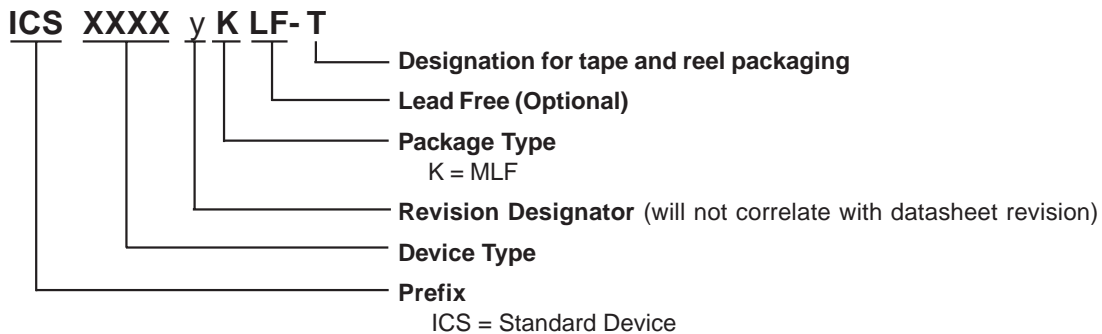 ICS XXXX y K LF- T
Designation for tape and reel packaging
Lead Free (Optional)
Package Type
K = MLF
Revision Designator (will not correlate with datasheet revision)
Device Type
Prefix
ICS = Standard Device